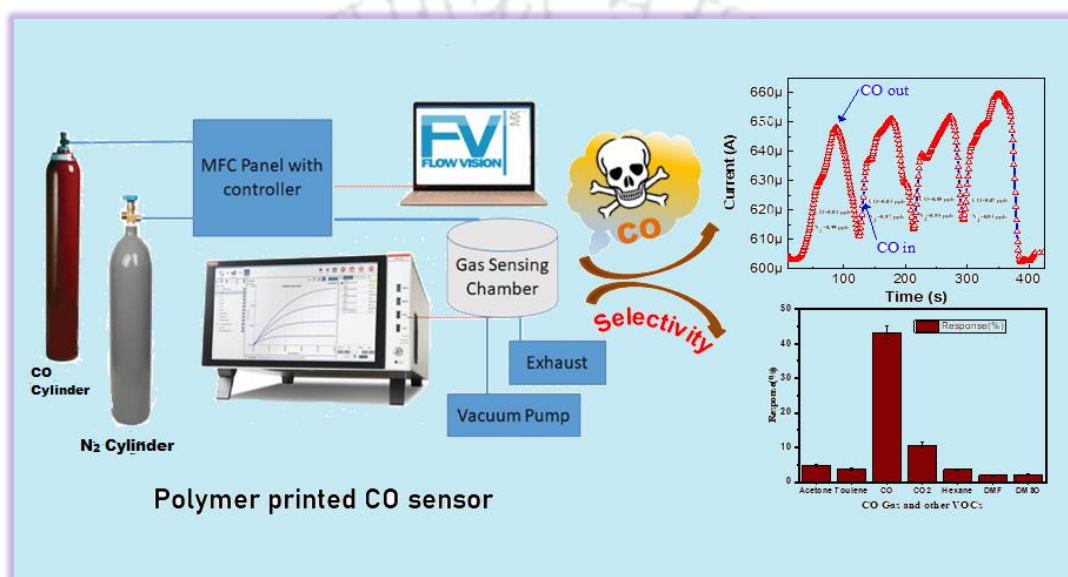 CO
Cylinder
N₂ Cylinder
MFC Panel with
controller
FV
MX
FLOW VISION
Gas Sensing
Chamber
Exhaust
Vacuum Pump
Polymer printed CO sensor
CO
Selectivity
660µ
650µ
640µ
630µ
620µ
610µ
600µ
Current (A)
CO out
CO in
100
200
300
400
Time (s)
50
40
30
20
10
0
Response(%)
Response(%)
Acetone Toulene CO CO2 Hexane DMF DMSO
CO Gas and other VOCs